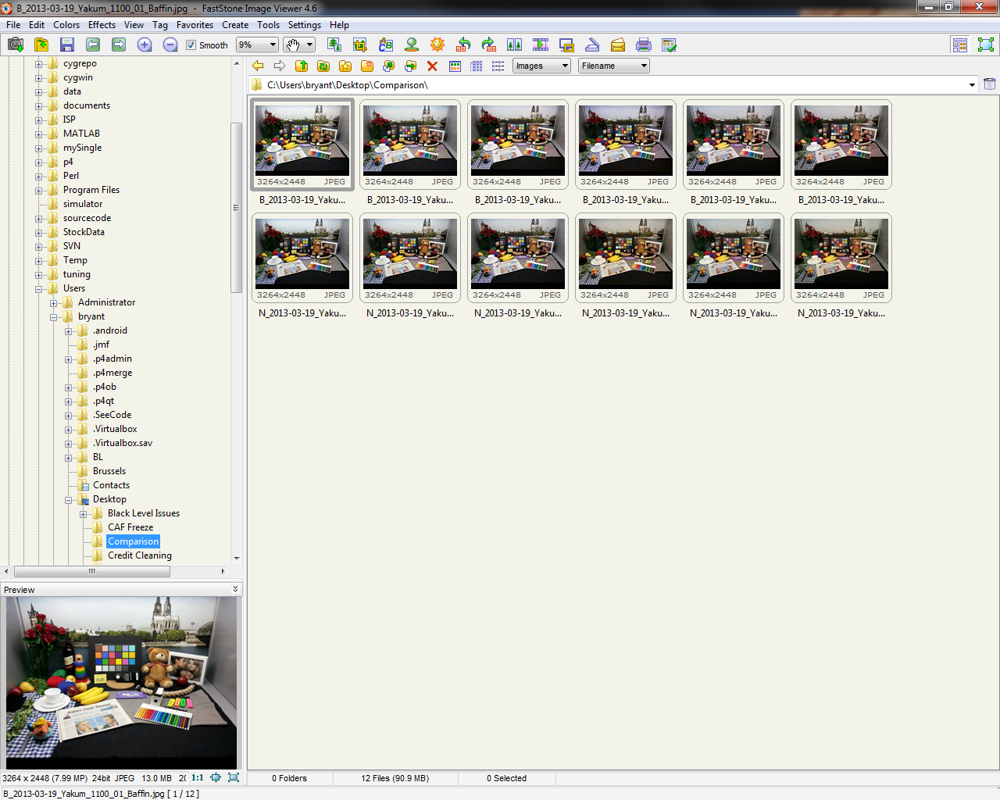 B_2013-03-19_Yakum_1100_01_Baffin.jpg - FastStone Image Viewer 4.6
File Edit Colors Effects View Tag Favorites Create Tools Settings Help
Smooth 9%
Images Filename
C:\Users\bryant\Desktop\Comparison\
cygrepo
cygwin
data
documents
ISP
MATLAB
mySingle
p4
Perl
Program Files
simulator
sourcecode
StockData
SVN
Temp
tuning
Users
Administrator
bryant
.android
.jmf
.p4admin
.p4merge
.p4ob
.p4qt
.SeeCode
.Virtualbox
.Virtualbox.sav
BL
Brussels
Contacts
Desktop
Black Level Issues
CAF Freeze
Comparison
Credit Cleaning
3264x2448 JPEG 3264x2448 JPEG 3264x2448 JPEG 3264x2448 JPEG 3264x2448 JPEG 3264x2448 JPEG
B_2013-03-19_Yaku... B_2013-03-19_Yaku... B_2013-03-19_Yaku... B_2013-03-19_Yaku... B_2013-03-19_Yaku... B_2013-03-19_Yaku...
3264x2448 JPEG 3264x2448 JPEG 3264x2448 JPEG 3264x2448 JPEG 3264x2448 JPEG 3264x2448 JPEG
N_2013-03-19_Yaku... N_2013-03-19_Yaku... N_2013-03-19_Yaku... N_2013-03-19_Yaku... N_2013-03-19_Yaku... N_2013-03-19_Yaku...
Preview
3264 x 2448 (7.99 MP) 24bit JPEG 13.0 MB 20 1:1
0 Folders 12 Files (90.9 MB) 0 Selected
B_2013-03-19_Yakum_1100_01_Baffin.jpg [ 1 / 12 ]